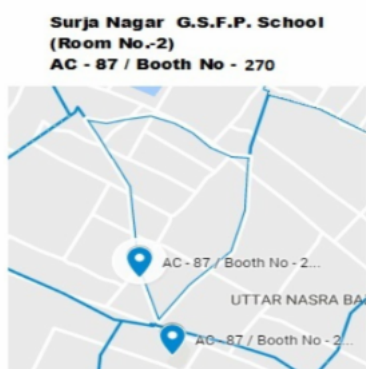 Surja Nagar G.S.F.P. School
(Room No.-2)
AC - 87 / Booth No - 270
AC - 87 / Booth No - 2...
UTTAR NASRA BA
AC - 87 / Booth No - 2...